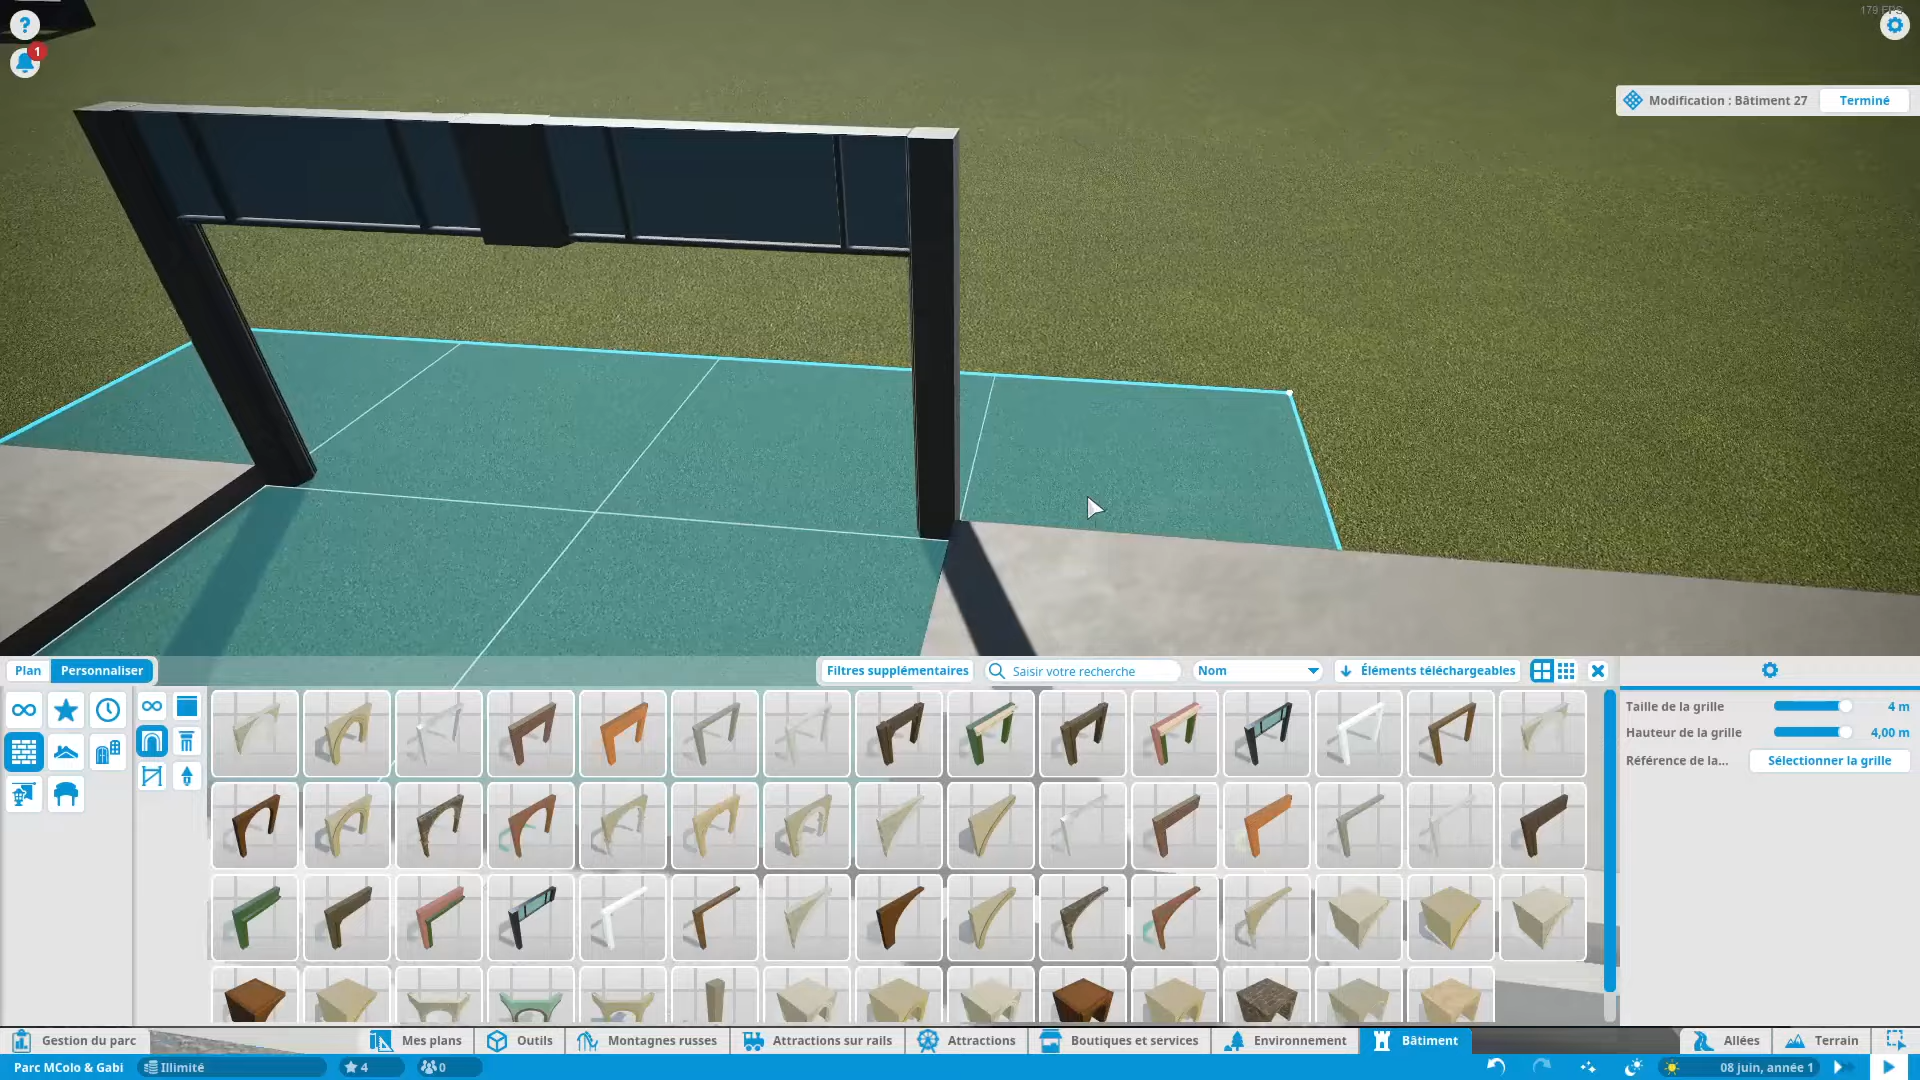 179 FPS
?
1
Modification : Bâtiment 27
Terminé
Plan
Personnaliser
Filtres supplémentaires
Saisir votre recherche
Nom
Éléments téléchargeables
Taille de la grille
4 m
Hauteur de la grille
4,00 m
Référence de la...
Sélectionner la grille
Gestion du parc
Mes plans
Outils
Montagnes russes
Attractions sur rails
Attractions
Boutiques et services
Environnement
Bâtiment
Allées
Terrain
Parc MColo & Gabi
Illimité
4
0
08 juin, année 1